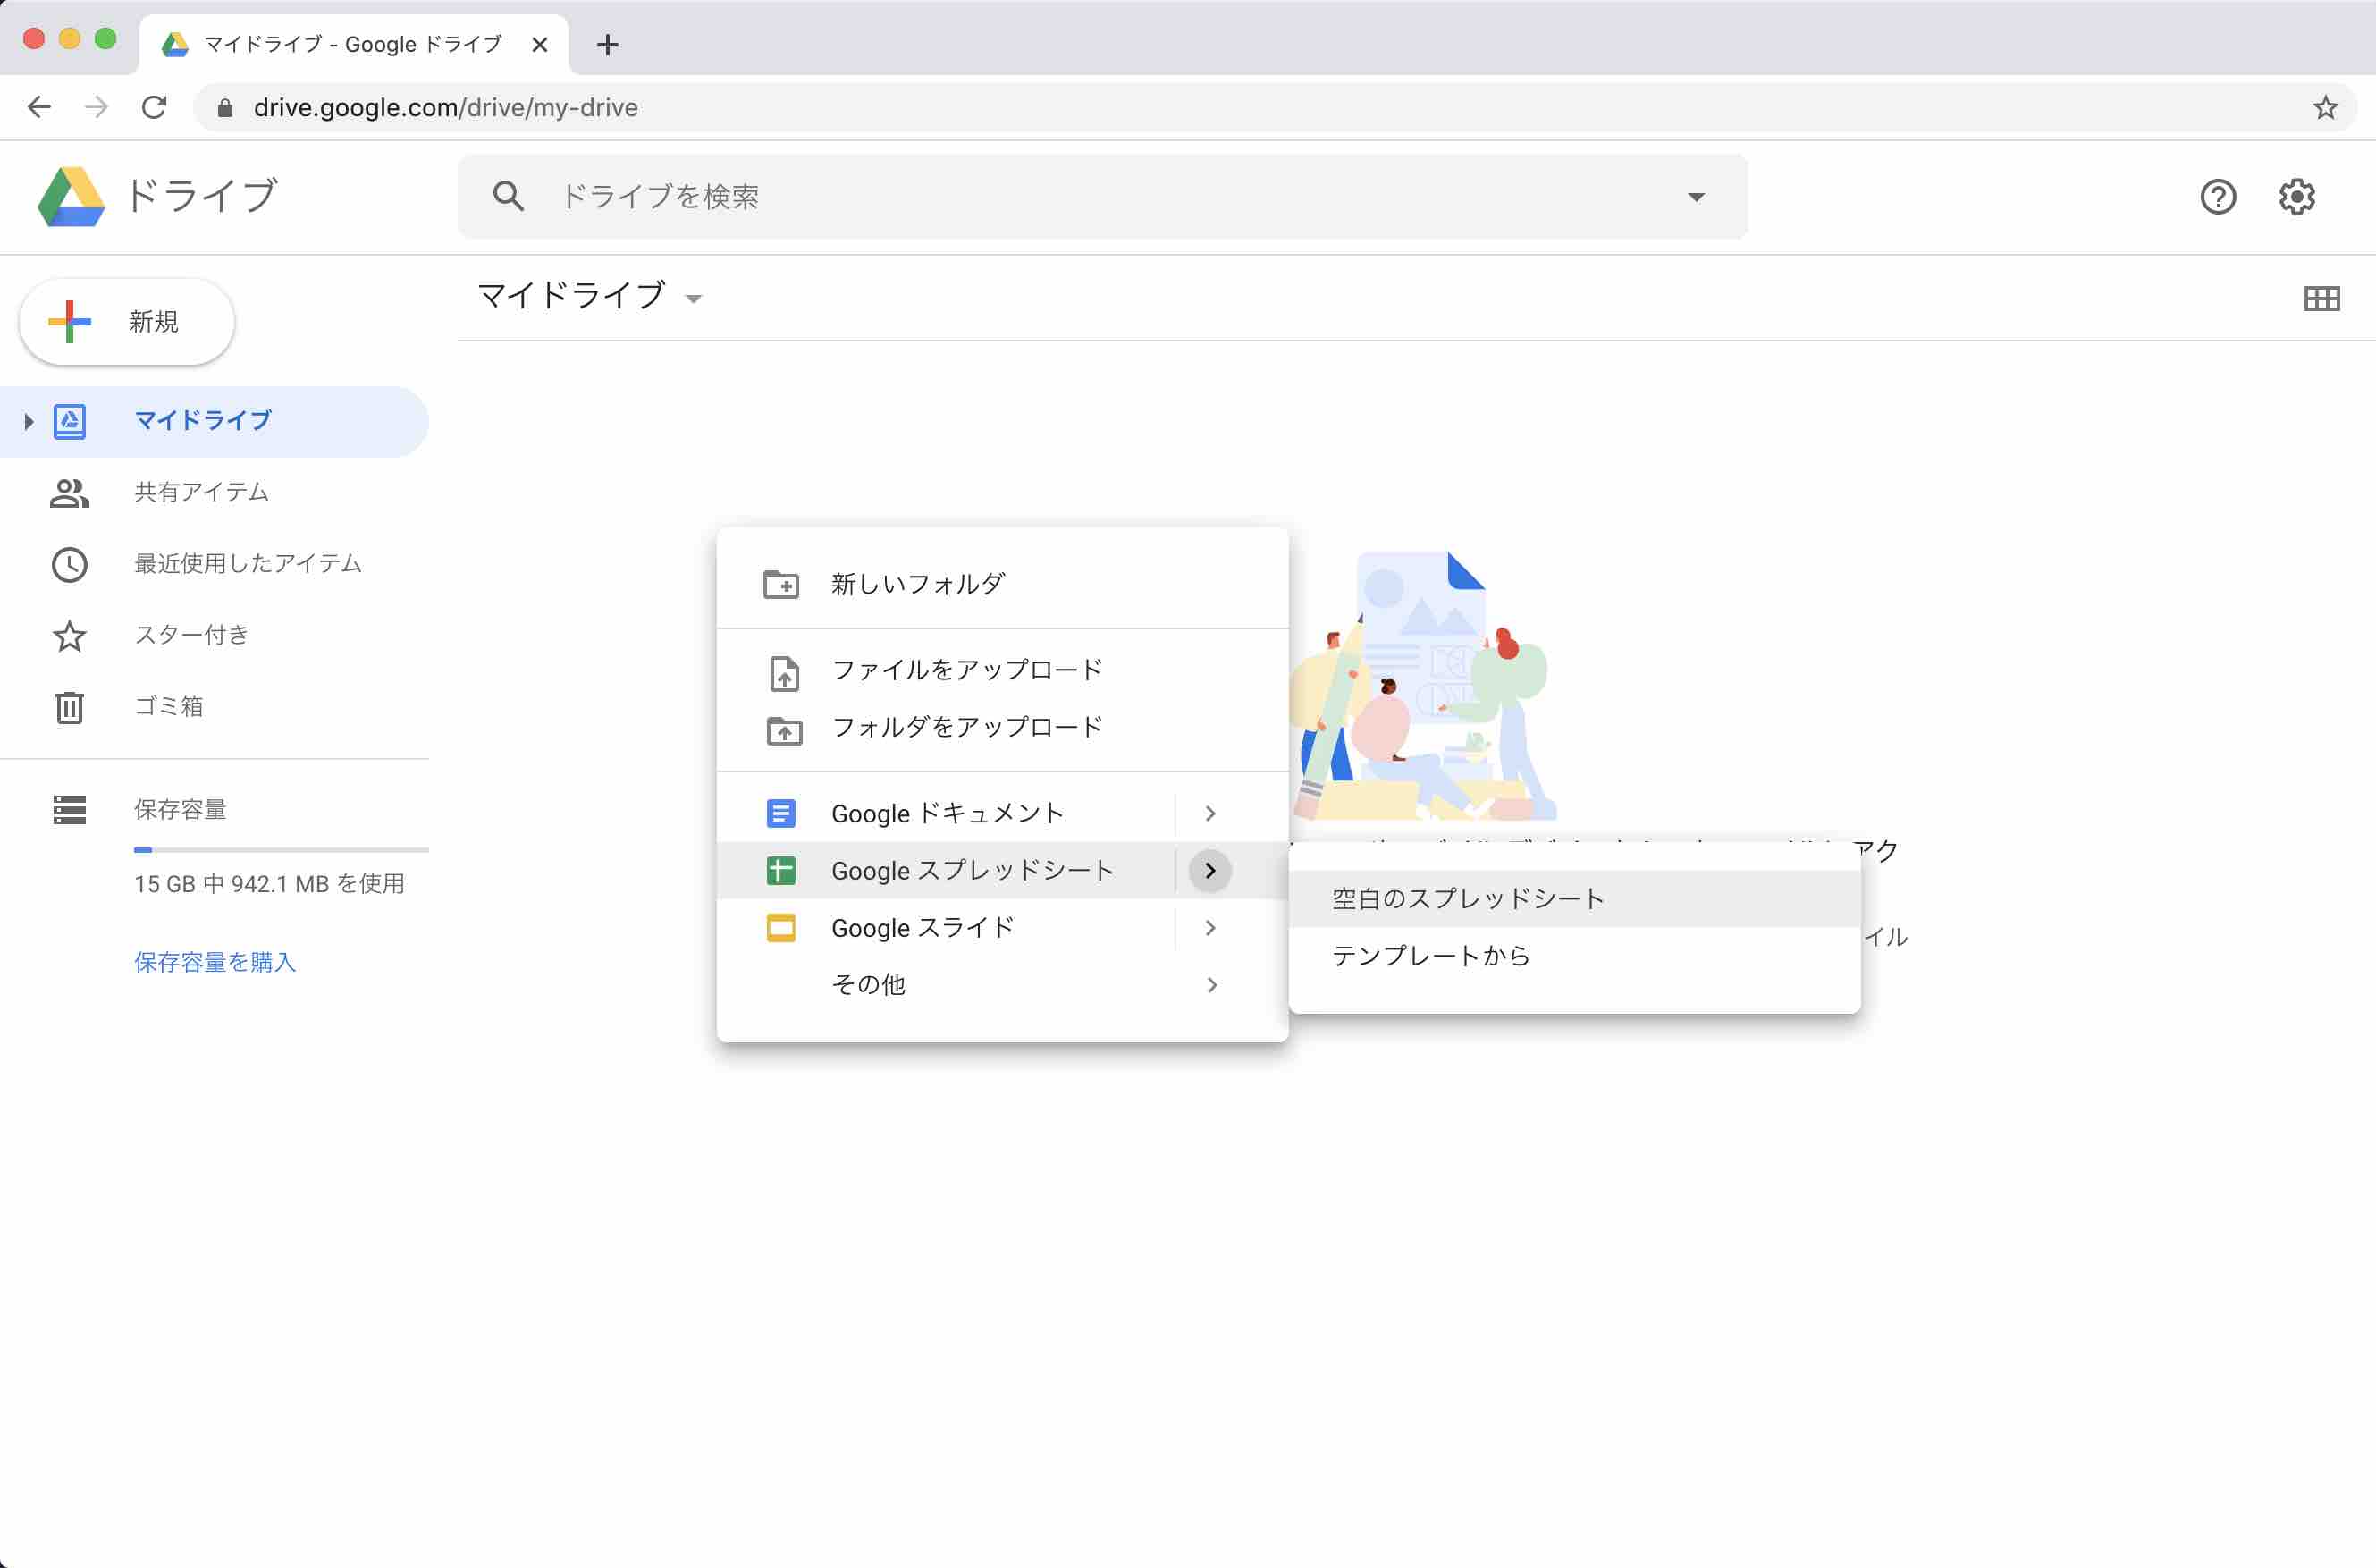 マイドライブ - Google ドライブ
drive.google.com/drive/my-drive
ドライブ
ドライブを検索
新規
マイドライブ
マイドライブ
共有アイテム
最近使用したアイテム
スター付き
ゴミ箱
保存容量
15 GB 中 942.1 MB を使用
保存容量を購入
新しいフォルダ
ファイルをアップロード
フォルダをアップロード
Google ドキュメント
Google スプレッドシート
Google スライド
その他
アク
空白のスプレッドシート
イル
テンプレートから